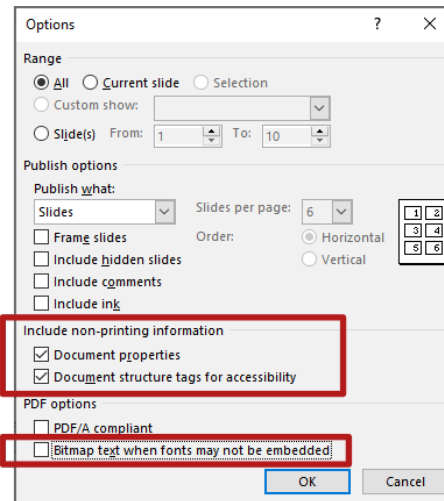 Options ? ×
Range
All Current slide Selection
Custom show:
Slide(s) From: 1 To: 10
Publish options
Publish what:
Slides Slides per page: 6
Frame slides Order: Horizontal
Include hidden slides Vertical
Include comments
Include ink
1 2
3 4
5 6
Include non-printing information
Document properties
Document structure tags for accessibility
PDF options
PDF/A compliant
Bitmap text when fonts may not be embedded
OK Cancel